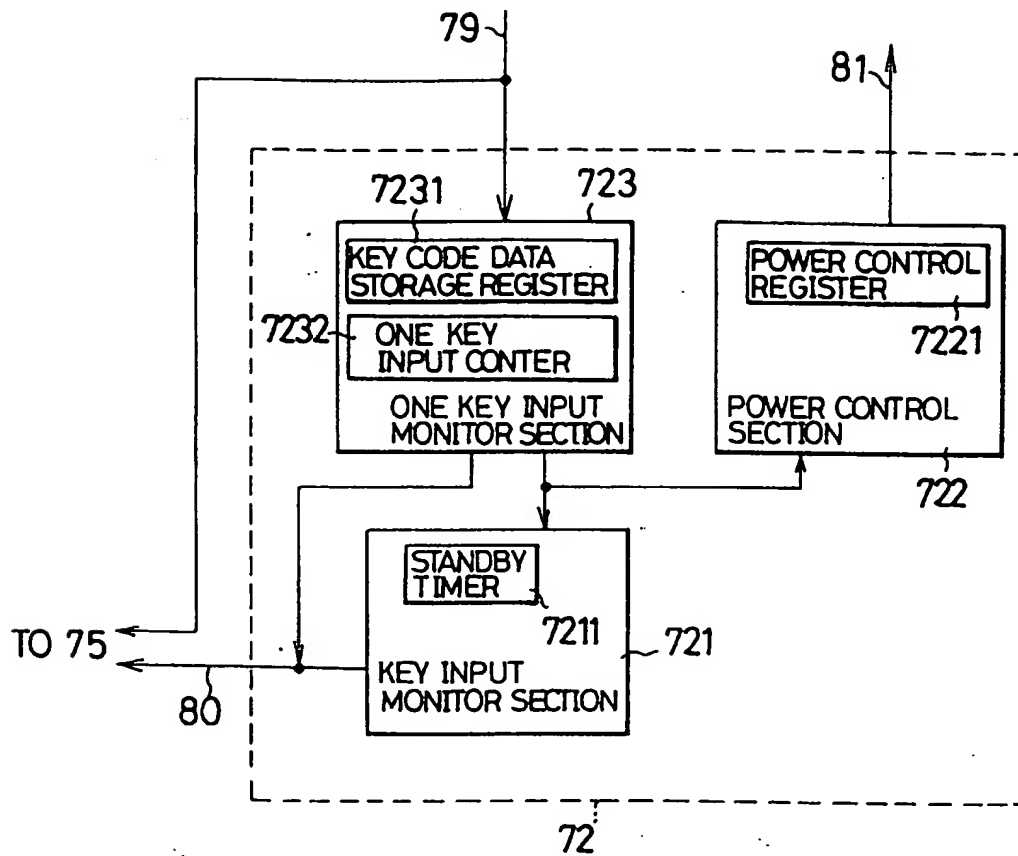 79
81
7231
723
KEY CODE DATA
STORAGE REGISTER
POWER CONTROL
REGISTER
7232
ONE KEY
INPUT CONTER
7221
ONE KEY INPUT
MONITOR SECTION
POWER CONTROL
SECTION
722
STANDBY
TIMER
7211
TO 75
721
KEY INPUT
MONITOR SECTION
80
72